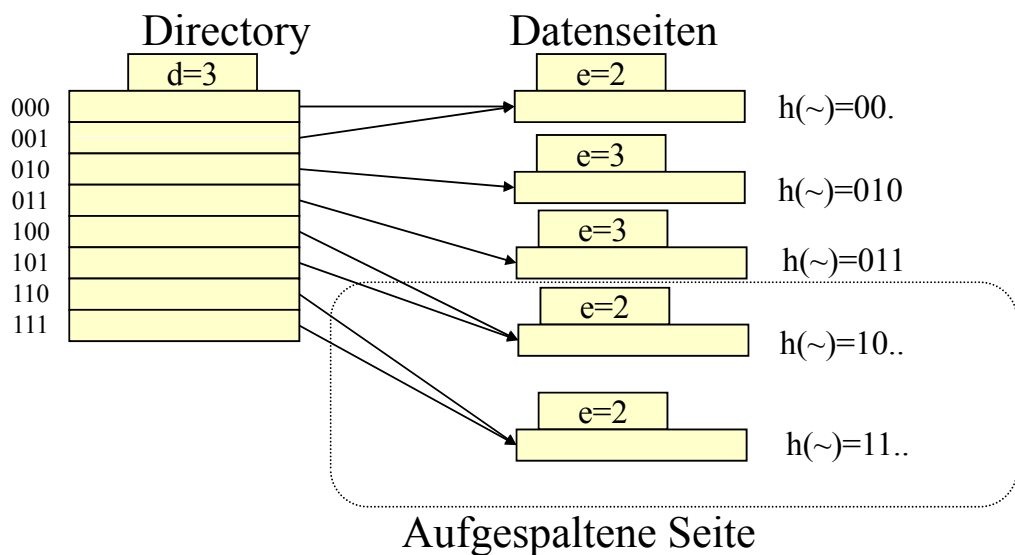 Directory
Datenseiten
d=3
000
001
010
011
100
101
110
111
e=2
h(~)=00.
e=3
h(~)=010
e=3
h(~)=011
e=2
h(~)=10..
e=2
h(~)=11..
Aufgespaltene Seite